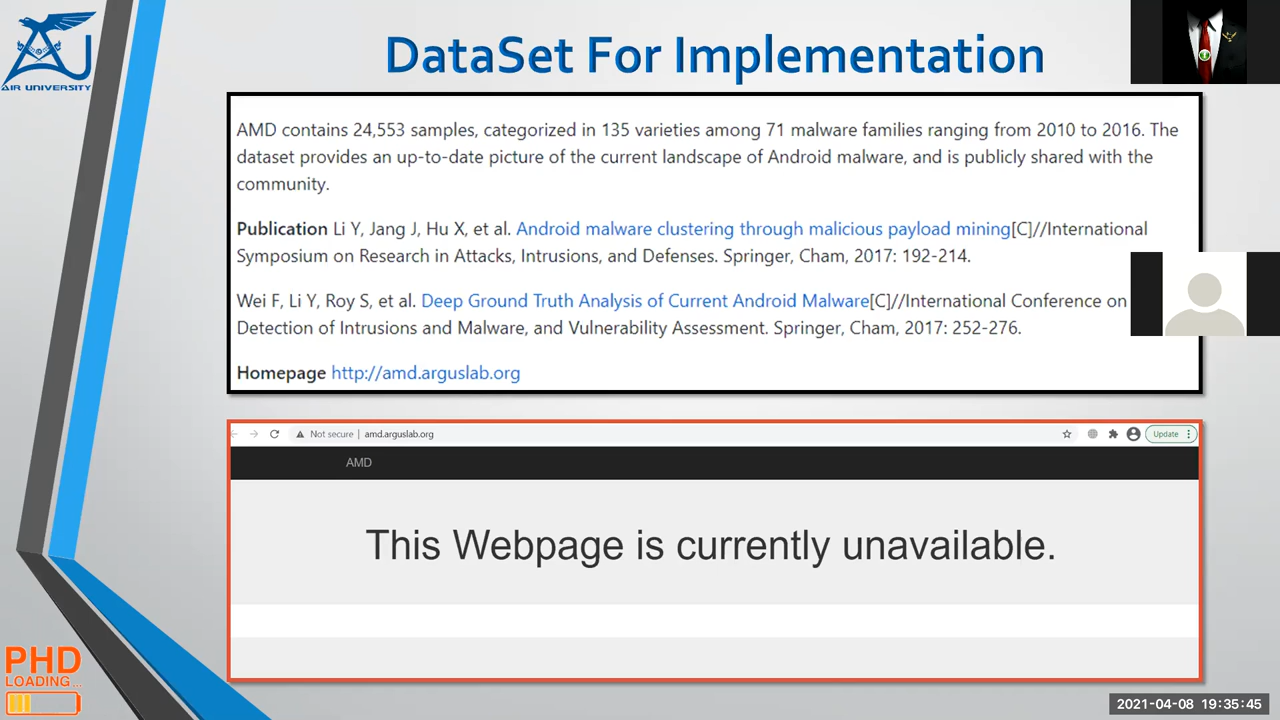 AIR UNIVERSITY
DataSet For Implementation
AMD contains 24,553 samples, categorized in 135 varieties among 71 malware families ranging from 2010 to 2016. The
dataset provides an up-to-date picture of the current landscape of Android malware, and is publicly shared with the
community.
Publication Li Y, Jang J, Hu X, et al. Android malware clustering through malicious payload mining[C]//International
Symposium on Research in Attacks, Intrusions, and Defenses. Springer, Cham, 2017: 192-214.
Wei F, Li Y, Roy S, et al. Deep Ground Truth Analysis of Current Android Malware[C]//International Conference on
Detection of Intrusions and Malware, and Vulnerability Assessment. Springer, Cham, 2017: 252-276.
Homepage http://amd.arguslab.org
Not secure | amd.arguslab.org
Update
AMD
This Webpage is currently unavailable.
PHD
LOADING...
2021-04-08 19:35:45